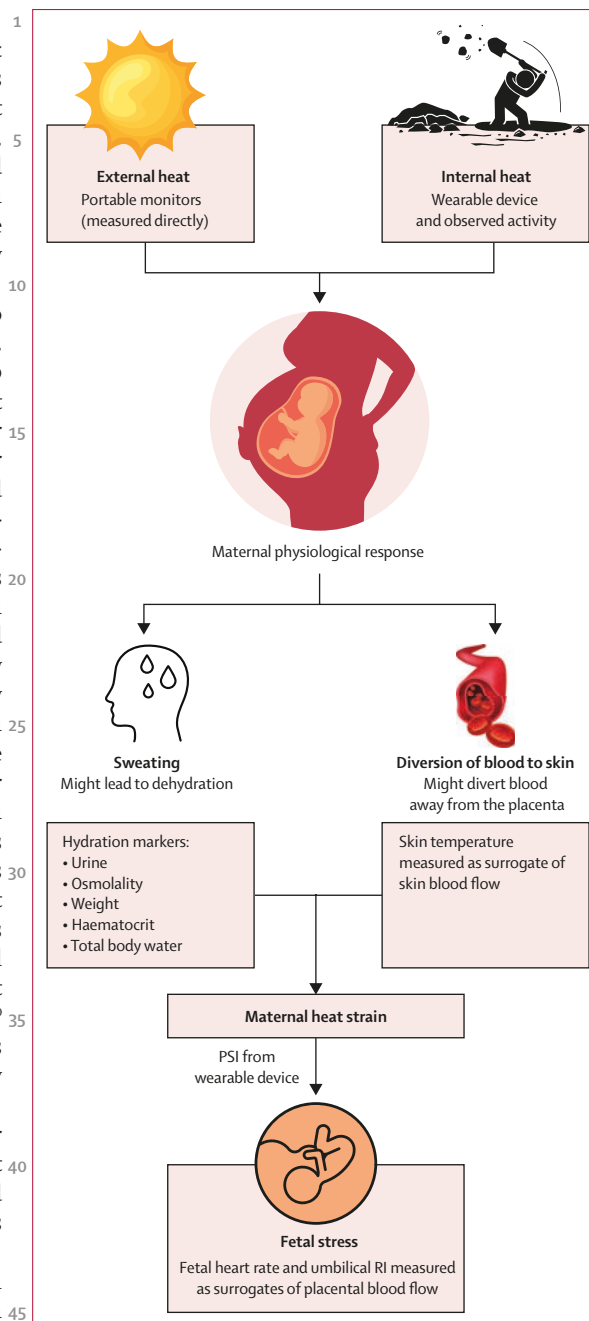 1
5
10
15
20
25
30
35
40
45
External heat
Portable monitors
(measured directly)
Internal heat
Wearable device
and observed activity
Maternal physiological response
Sweating
Might lead to dehydration
Diversion of blood to skin
Might divert blood
away from the placenta
Hydration markers:
• Urine
• Osmolality
• Weight
• Haematocrit
• Total body water
Skin temperature
measured as surrogate of
skin blood flow
Maternal heat strain
PSI from
wearable device
Fetal stress
Fetal heart rate and umbilical RI measured
as surrogates of placental blood flow